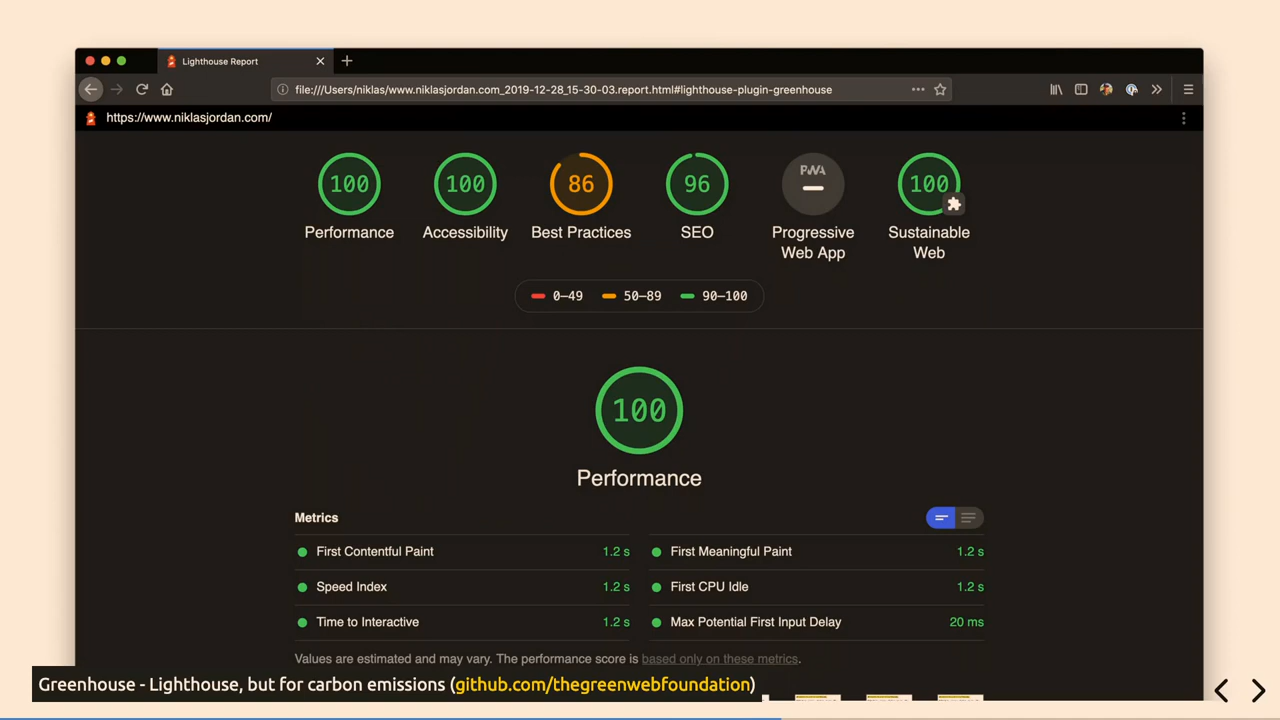 Lighthouse Report
file:///Users/niklas/www.niklasjordan.com_2019-12-28_15-30-03.report.html#lighthouse-plugin-greenhouse
https://www.niklasjordan.com/
100 100 86 96 PWA 100
Performance Accessibility Best Practices SEO Progressive Web App Sustainable Web
0–49 50–89 90–100
100
Performance
Metrics
First Contentful Paint 1.2 s First Meaningful Paint 1.2 s
Speed Index 1.2 s First CPU Idle 1.2 s
Time to Interactive 1.2 s Max Potential First Input Delay 20 ms
Values are estimated and may vary. The performance score is based only on these metrics.
Greenhouse - Lighthouse, but for carbon emissions (github.com/thegreenwebfoundation)